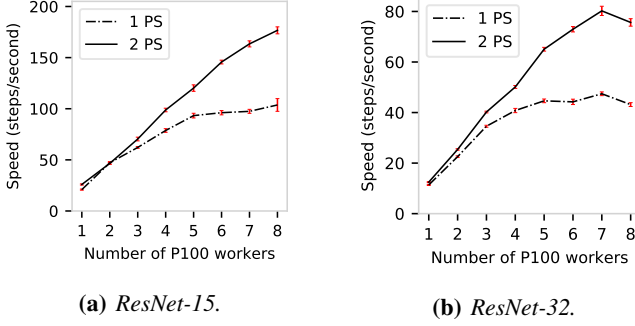 200
150
100
50
0
Speed (steps/second)
1 PS
2 PS
1 2 3 4 5 6 7 8
Number of P100 workers
(a) ResNet-15.
80
60
40
20
0
Speed (steps/second)
1 PS
2 PS
1 2 3 4 5 6 7 8
Number of P100 workers
(b) ResNet-32.